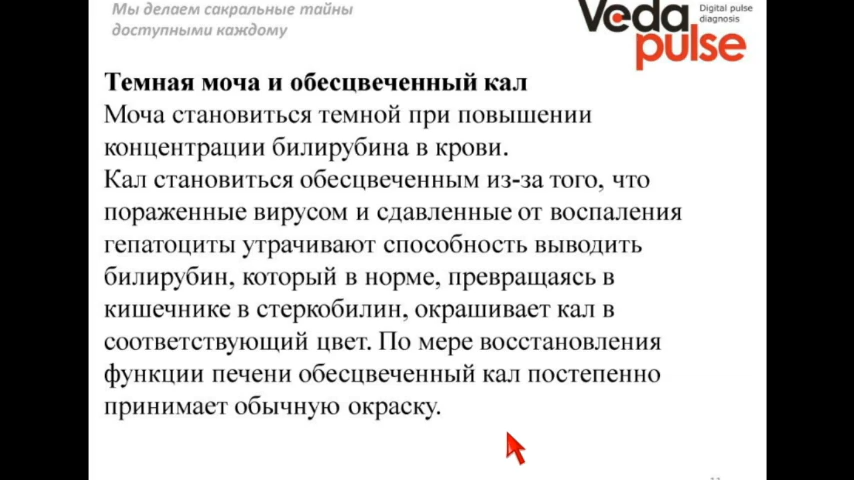 Мы делаем сакральные тайны
доступными каждому
Veda
pulse
Digital pulse
diagnosis
Темная моча и обесцвеченный кал
Моча становиться темной при повышении
концентрации билирубина в крови.
Кал становиться обесцвеченным из-за того, что
пораженные вирусом и сдавленные от воспаления
гепатоциты утрачивают способность выводить
билирубин, который в норме, превращаясь в
кишечнике в стеркобилин, окрашивает кал в
соответствующий цвет. По мере восстановления
функции печени обесцвеченный кал постепенно
принимает обычную окраску.